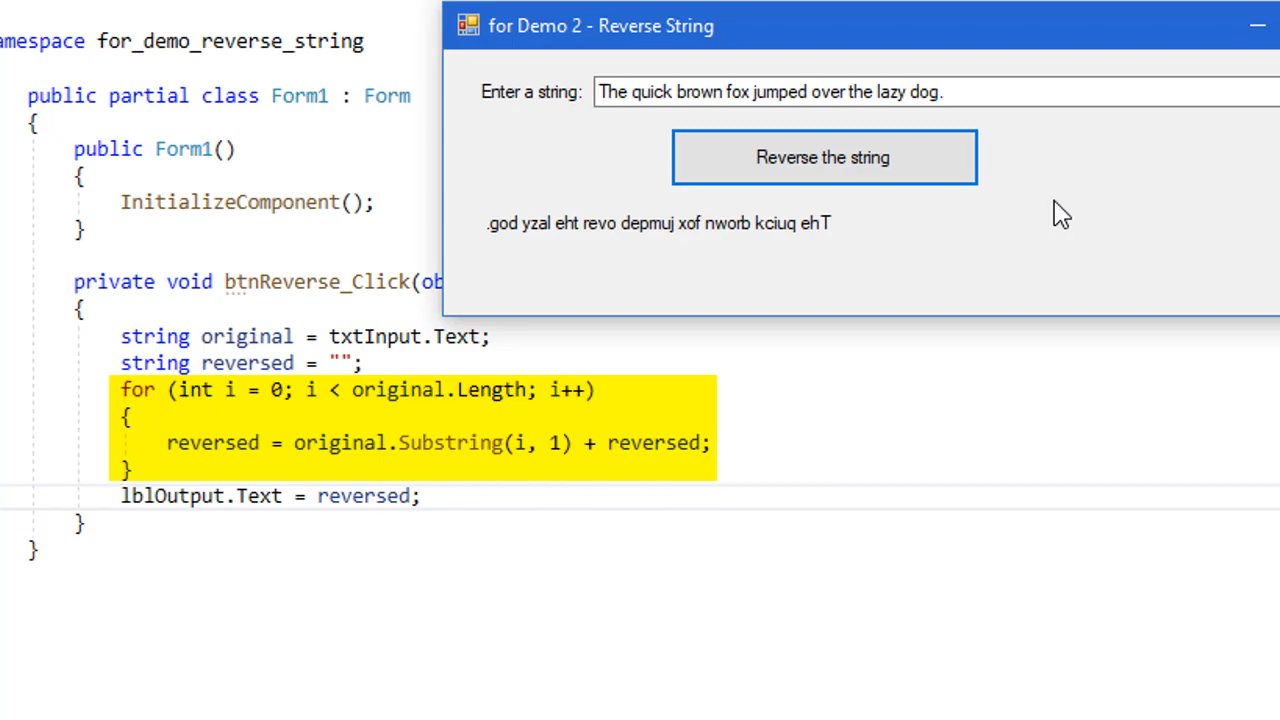 amespace for_demo_reverse_string
public partial class Form1 : Form
{
public Form1()
{
InitializeComponent();
}
private void btnReverse_Click(ob
{
string original = txtInput.Text;
string reversed = "";
for (int i = 0; i < original.Length; i++)
{
reversed = original.Substring(i, 1) + reversed;
}
lblOutput.Text = reversed;
}
}
for Demo 2 - Reverse String
Enter a string: The quick brown fox jumped over the lazy dog.
Reverse the string
.god yzal eht revo depmuj xof nworb kciuq ehT